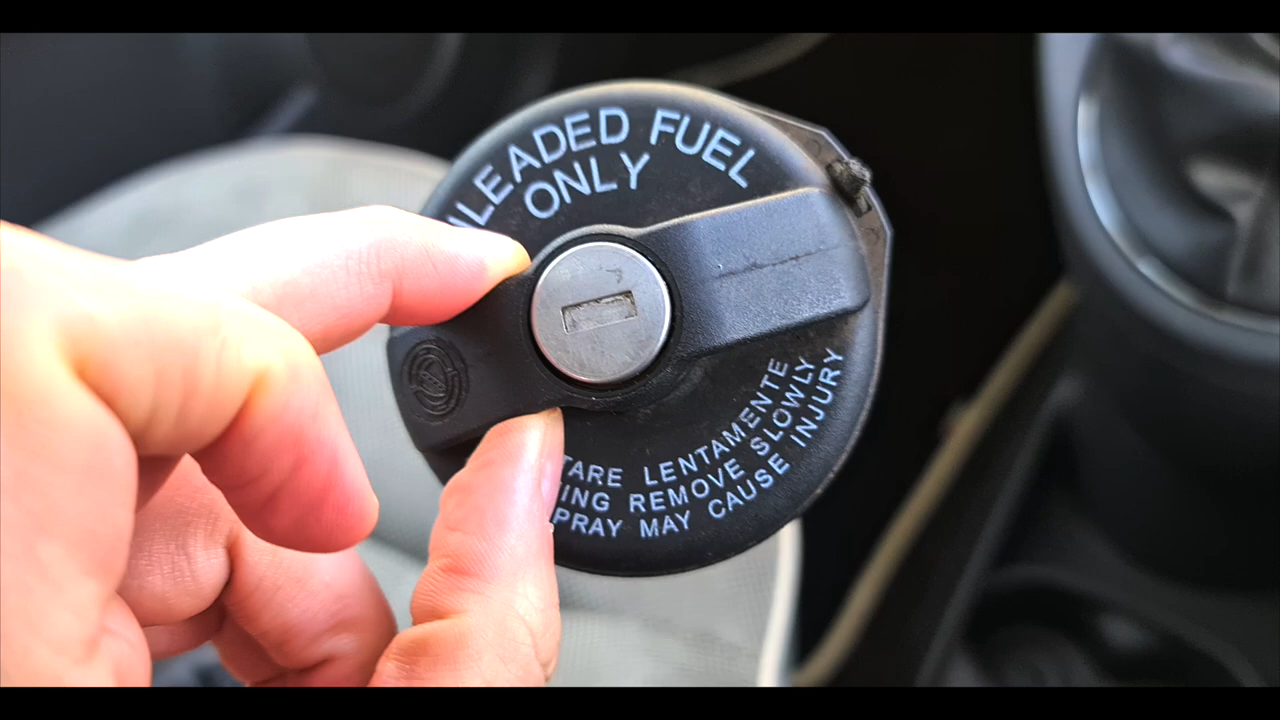 LEADED FUEL
ONLY
TARE LENTAMENTE
ING REMOVE SLOWLY
PRAY MAY CAUSE INJURY